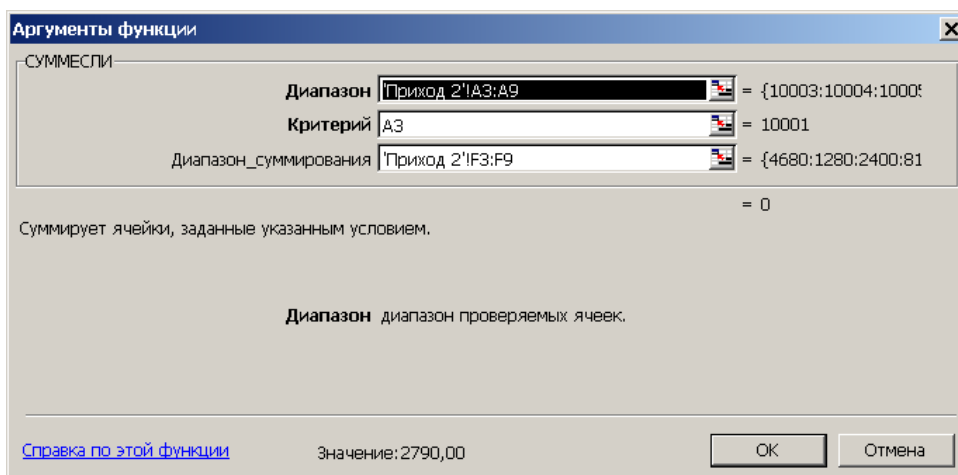 Аргументы функции
СУММЕСЛИ
Диапазон 'Приход 2'!A3:A9 = {10003:10004:10005
Критерий A3 = 10001
Диапазон_суммирования 'Приход 2'!F3:F9 = {4680:1280:2400:81
= 0
Суммирует ячейки, заданные указанным условием.
Диапазон диапазон проверяемых ячеек.
Справка по этой функции Значение:2790,00 ОК Отмена